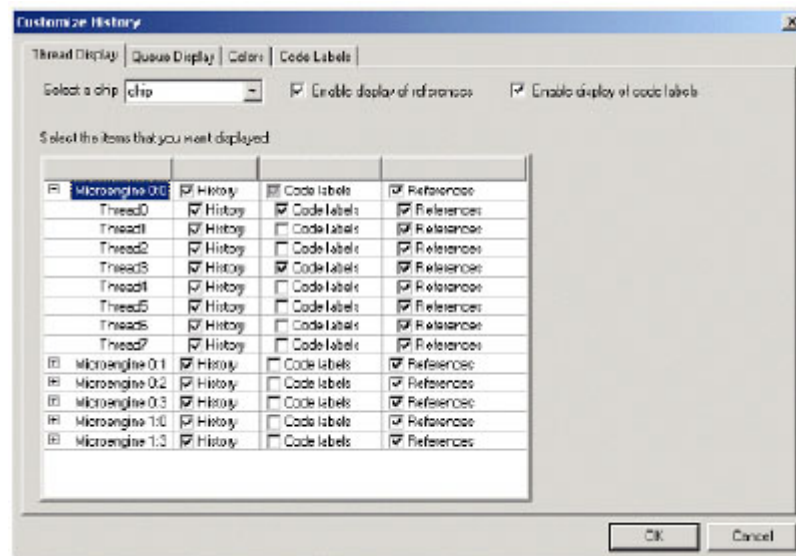 Customize History
Thread Display Queue Display Colors Code Labels
Select a chip chip Enable display of references Enable display of code labels
Select the items that you want displayed
Microengine 0:0 History Code labels References
Thread0 History Code labels References
Thread1 History Code labels References
Thread2 History Code labels References
Thread3 History Code labels References
Thread4 History Code labels References
Thread5 History Code labels References
Thread6 History Code labels References
Thread7 History Code labels References
Microengine 0:1 History Code labels References
Microengine 0:2 History Code labels References
Microengine 0:3 History Code labels References
Microengine 1:0 History Code labels References
Microengine 1:3 History Code labels References
OK Cancel